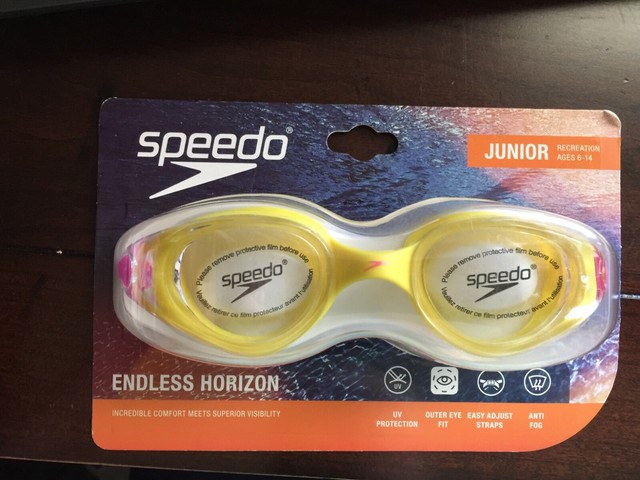 speedo®
JUNIOR
RECREATION
AGES 6-14
Please remove protective film before use
speedo®
Veuillez retirer ce film protecteur avant l'utilisation
Please remove protective film before use
speedo®
Veuillez retirer ce film protecteur avant l'utilisation
ENDLESS HORIZON
UV
INCREDIBLE COMFORT MEETS SUPERIOR VISIBILITY
UV
PROTECTION
OUTER EYE
FIT
EASY ADJUST
STRAPS
ANTI
FOG